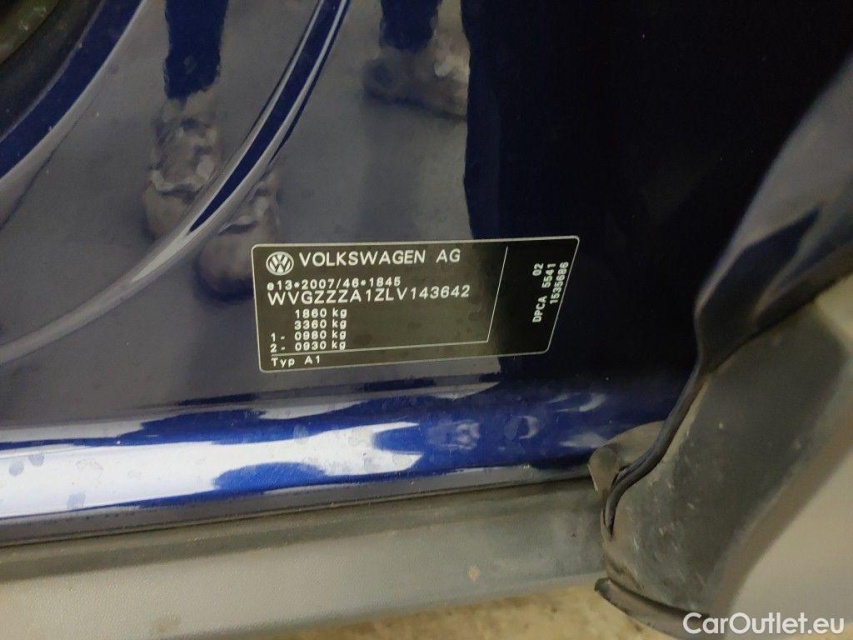 VOLKSWAGEN AG
●13●2007/46●1845
WVGZZZA1ZLV143642
1860 kg
3360 kg
1- 0980 kg
2- 0930 kg
Typ A1
02
DPCA 5541
1535686
CarOutlet.eu